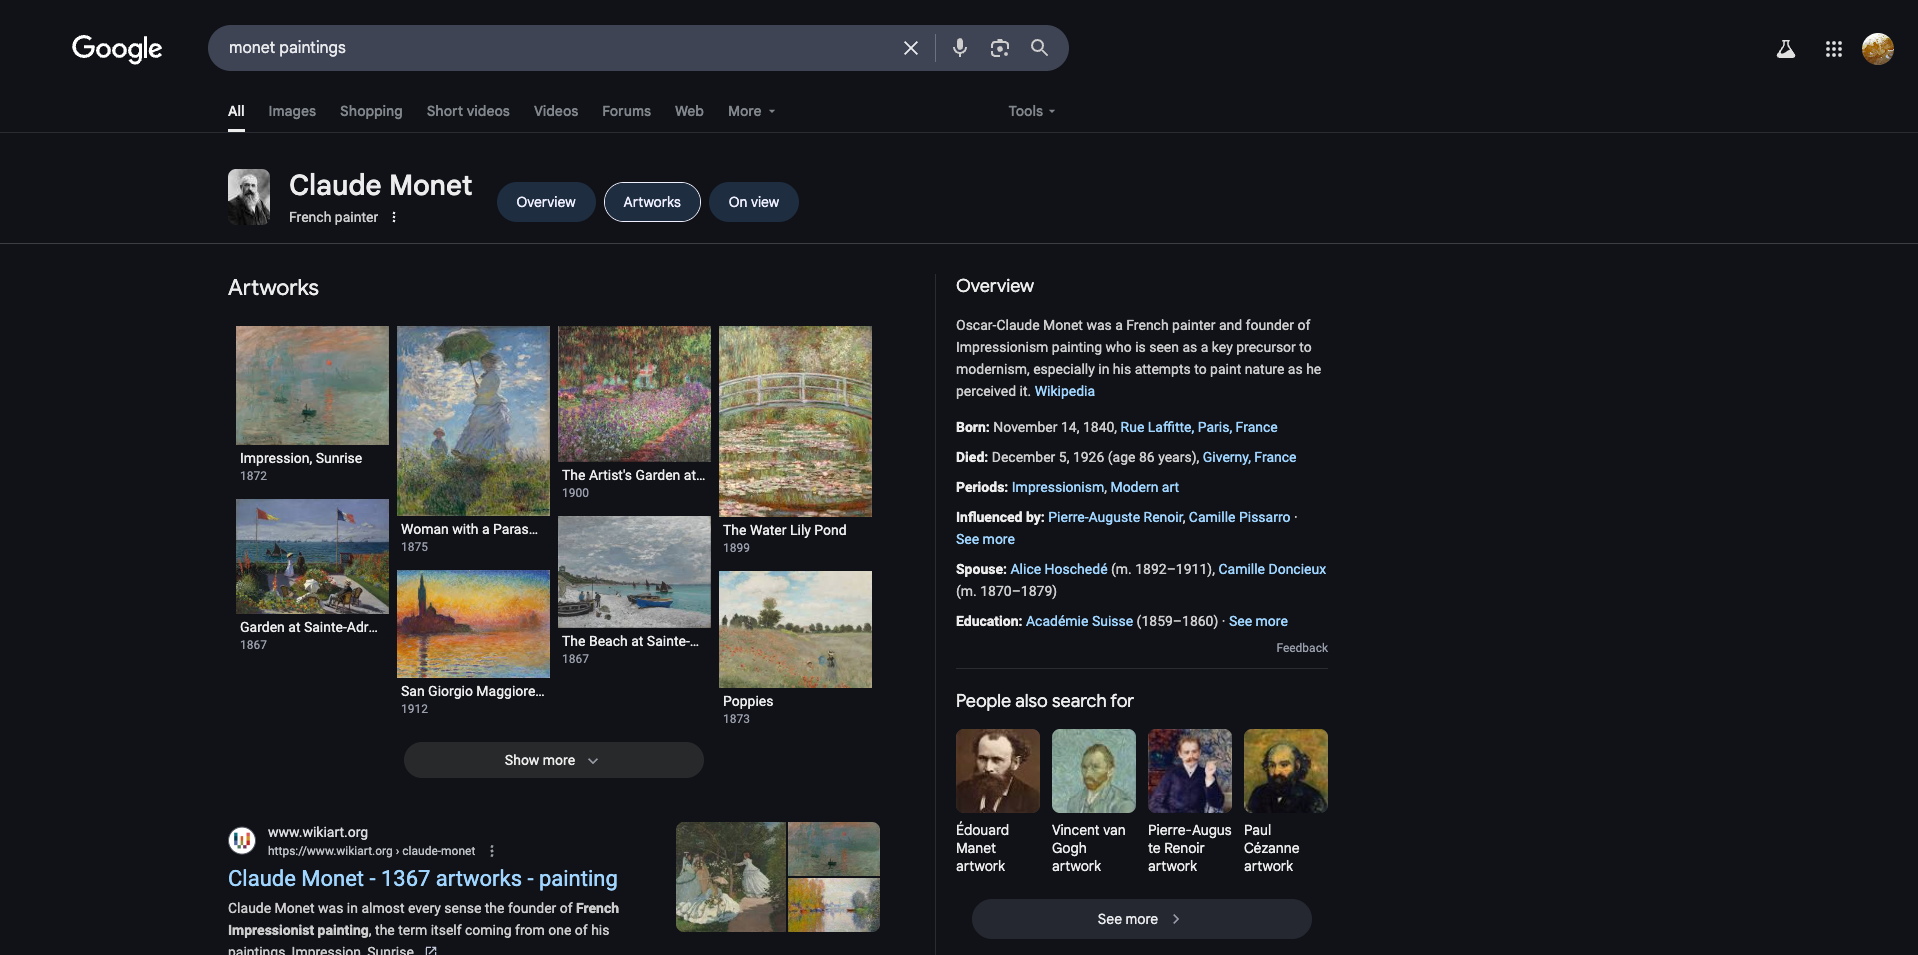 Google
monet paintings
All Images Shopping Short videos Videos Forums Web More Tools
Claude Monet
French painter
Overview Artworks On view
Artworks
Impression, Sunrise
1872
Garden at Sainte-Adr...
1867
Woman with a Paras...
1875
San Giorgio Maggiore...
1912
The Artist's Garden at...
1900
The Beach at Sainte-...
1867
The Water Lily Pond
1899
Poppies
1873
Show more
www.wikiart.org
https://www.wikiart.org › claude-monet
Claude Monet - 1367 artworks - painting
Claude Monet was in almost every sense the founder of French
Impressionist painting, the term itself coming from one of his
paintings, Impression, Sunrise.
Overview
Oscar-Claude Monet was a French painter and founder of
Impressionism painting who is seen as a key precursor to
modernism, especially in his attempts to paint nature as he
perceived it. Wikipedia
Born: November 14, 1840, Rue Laffitte, Paris, France
Died: December 5, 1926 (age 86 years), Giverny, France
Periods: Impressionism, Modern art
Influenced by: Pierre-Auguste Renoir, Camille Pissarro ·
See more
Spouse: Alice Hoschedé (m. 1892–1911), Camille Doncieux
(m. 1870–1879)
Education: Académie Suisse (1859–1860) · See more
Feedback
People also search for
Édouard
Manet
artwork
Vincent van
Gogh
artwork
Pierre-Augus
te Renoir
artwork
Paul
Cézanne
artwork
See more